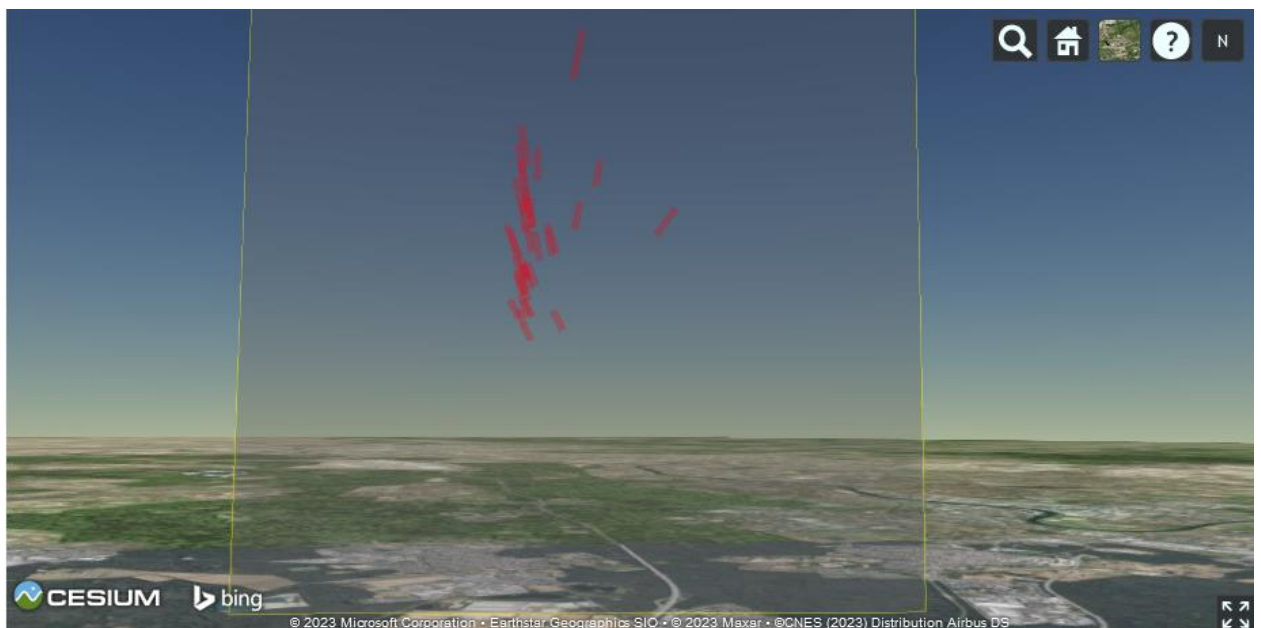 ?
N
CESIUM
bing
© 2023 Microsoft Corporation • Earthstar Geographics SIO • © 2023 Maxar • ©CNES (2023) Distribution Airbus DS